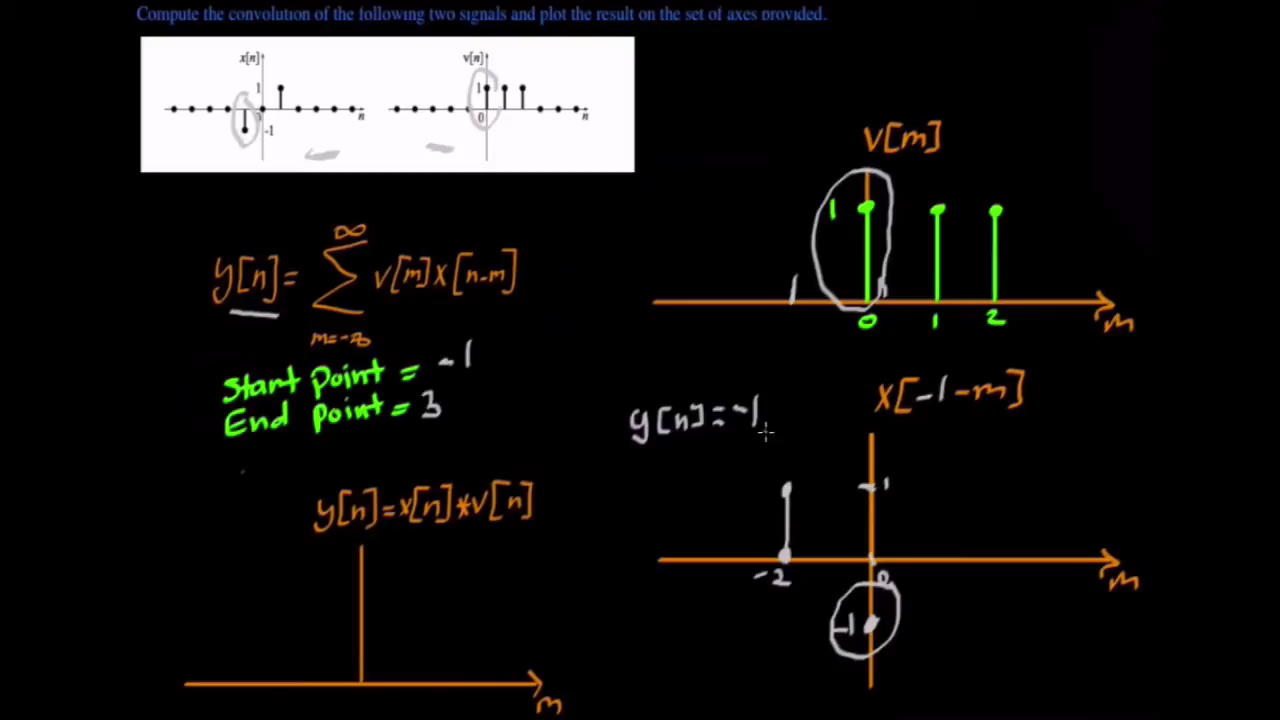 Compute the convolution of the following two signals and plot the result on the set of axes provided.
x[n]
1
0
-1
n
v[n]
1
0
n
V[m]
1
1
0 1 2
m
y[n] = ∞ Σ m=-∞ v[m] x[n-m]
Start point = -1
End point = 3
y[n] = -1
x[-1-m]
1
-2 0
m
-1
y[n] = x[n] * v[n]
m